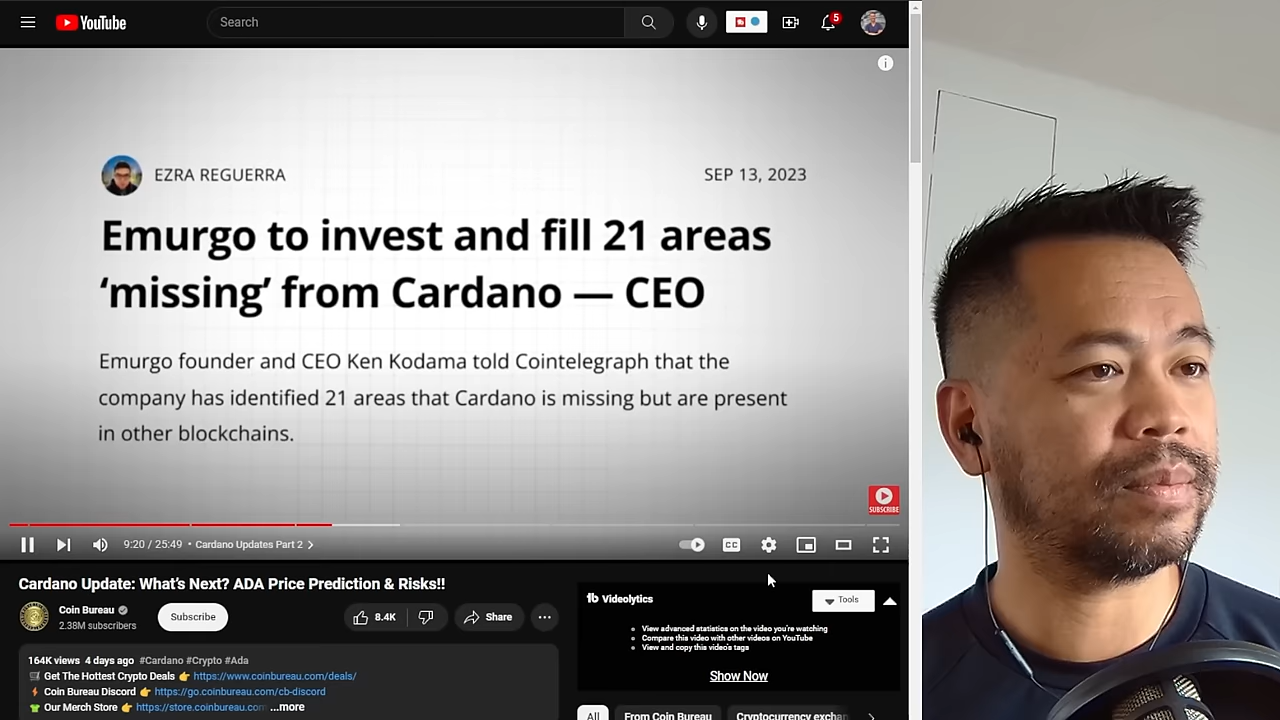 YouTube
Search
5
EZRA REGUERRA
SEP 13, 2023
Emurgo to invest and fill 21 areas
‘missing’ from Cardano — CEO
Emurgo founder and CEO Ken Kodama told Cointelegraph that the
company has identified 21 areas that Cardano is missing but are present
in other blockchains.
SUBSCRIBE
9:20 / 25:49 • Cardano Updates Part 2
CC
Cardano Update: What’s Next? ADA Price Prediction & Risks!!
Coin Bureau
2.38M subscribers
Subscribe
8.4K
Share
164K views 4 days ago #Cardano #Crypto #Ada
Get The Hottest Crypto Deals 👉 https://www.coinbureau.com/deals/
Coin Bureau Discord 👉 https://go.coinbureau.com/cb-discord
Our Merch Store 👉 https://store.coinbureau.com ...more
Videolytics
Tools
View advanced statistics on the video you're watching
Compare this video with other videos on YouTube
View and copy this video's tags
Show Now
All
From Coin Bureau
Cryptocurrency exchan